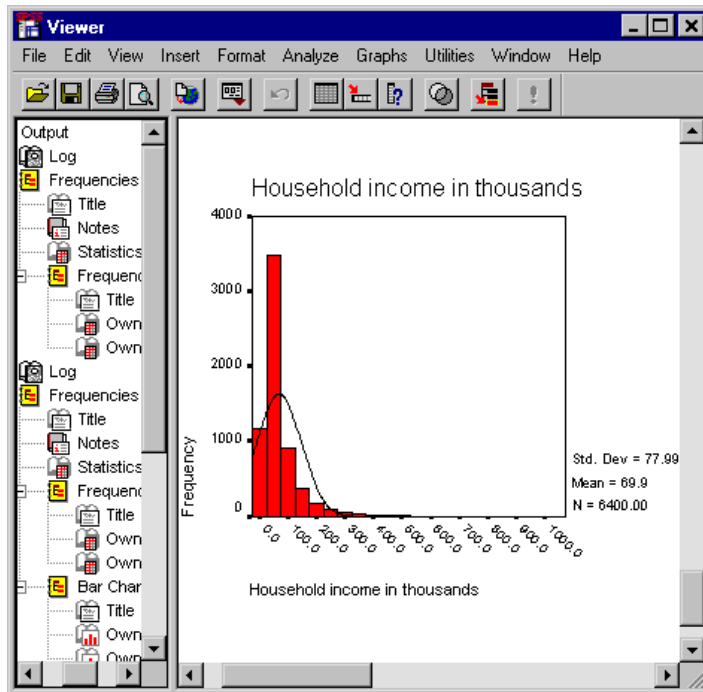 Viewer
File Edit View Insert Format Analyze Graphs Utilities Window Help
Output
Log
Frequencies
Title
Notes
Statistics
Frequenc
Title
Own
Own
Log
Frequencies
Title
Notes
Statistics
Frequenc
Title
Own
Own
Bar Char
Title
Own
Own
Household income in thousands
4000
3000
2000
1000
0
Frequency
0.0
100.0
200.0
300.0
400.0
500.0
600.0
700.0
800.0
900.0
1000.0
Household income in thousands
Std. Dev = 77.99
Mean = 69.9
N = 6400.00